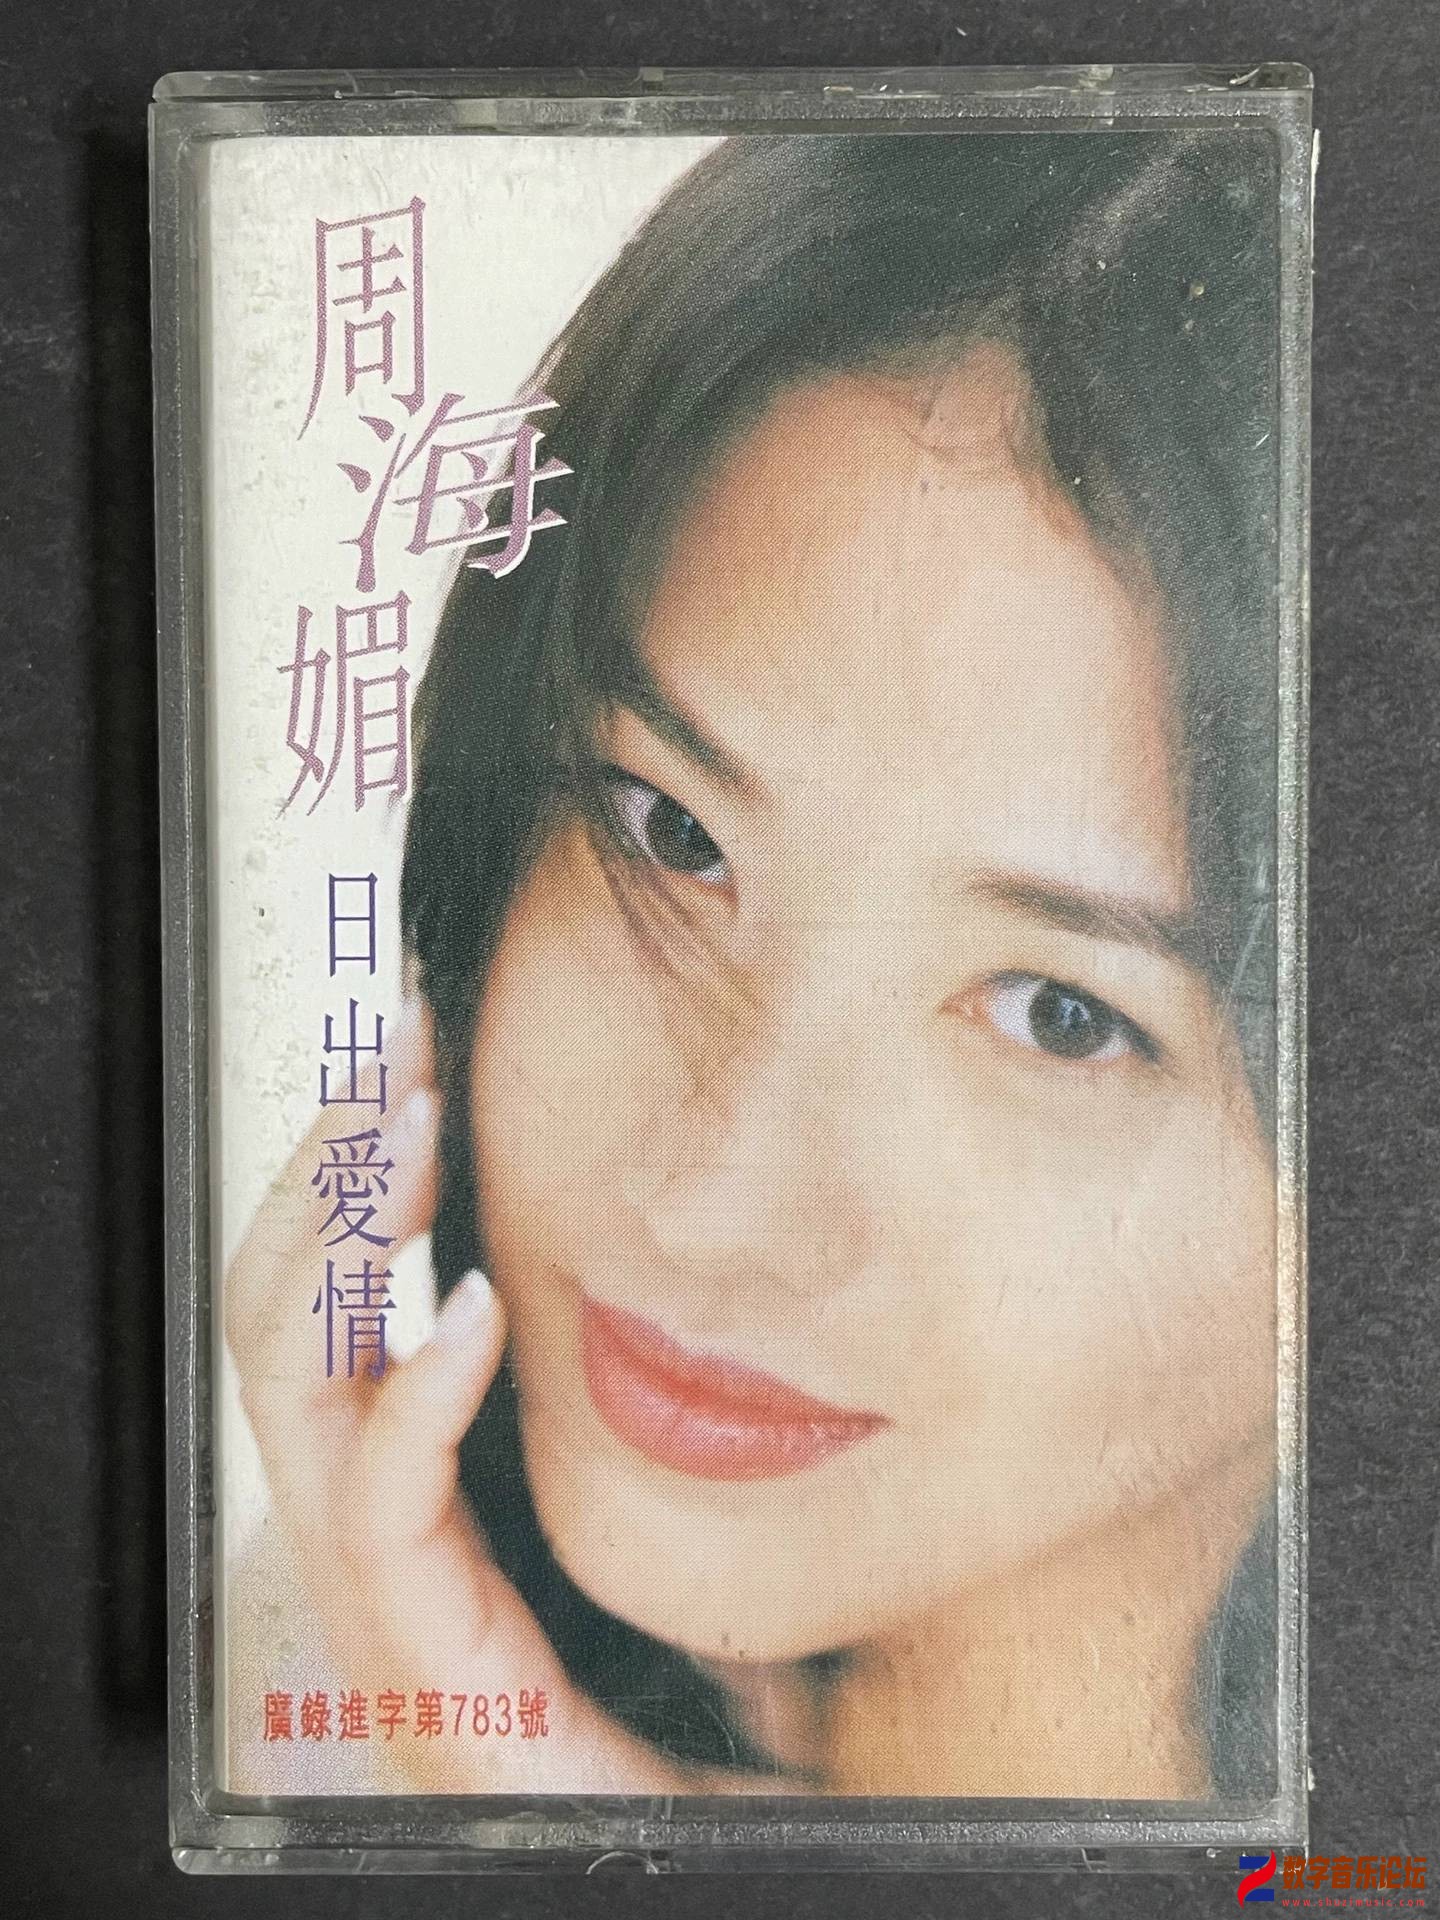 周海媚
日出愛情
廣錄進字第783號
数字音乐论坛